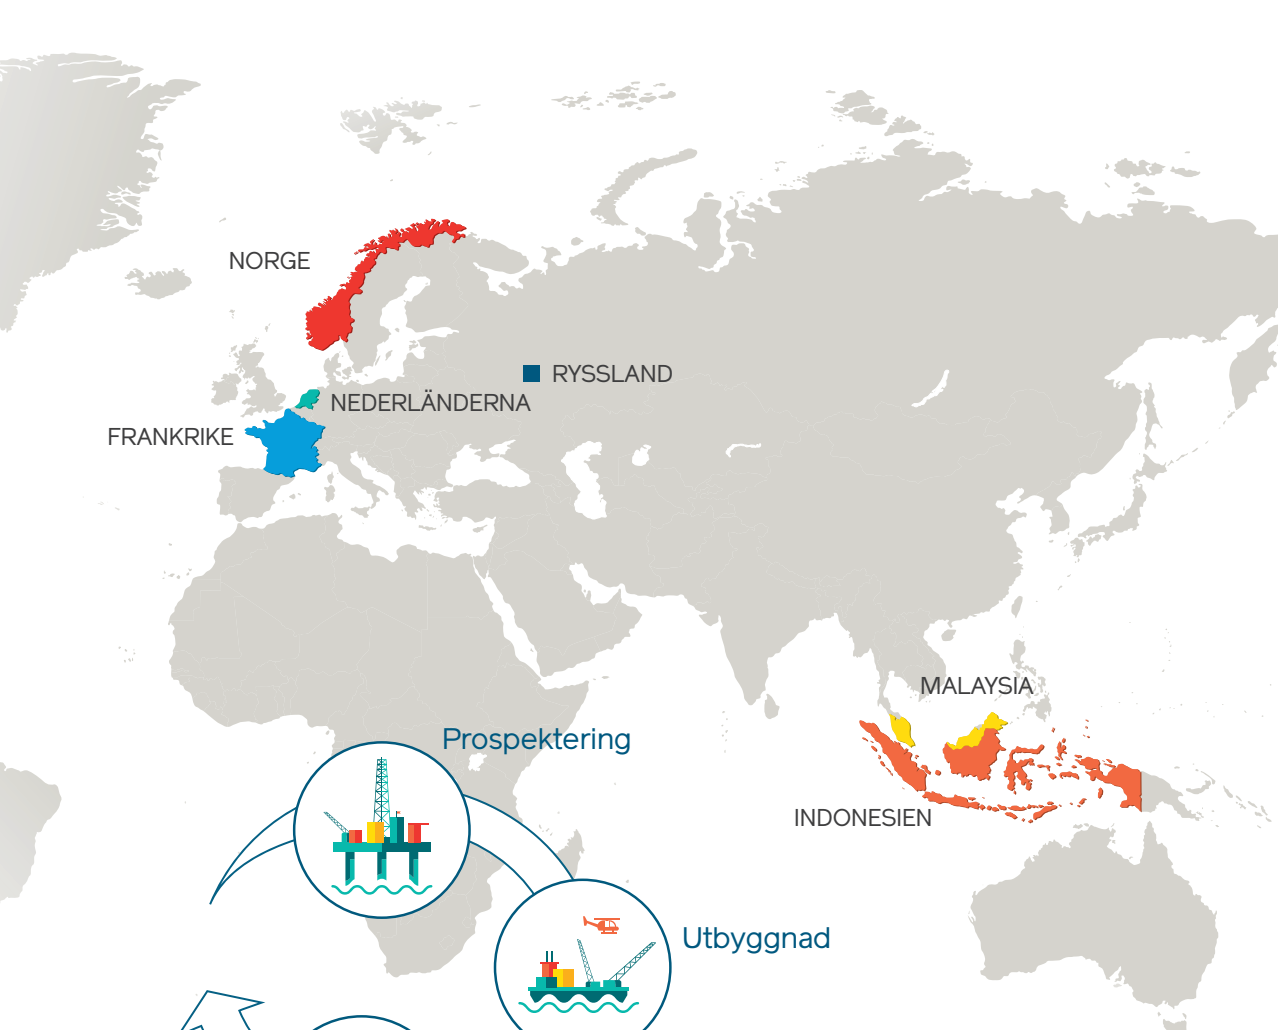 NORGE
RYSSLAND
NEDERLÄNDERNA
FRANKRIKE
MALAYSIA
Prospektering
INDONESIEN
Utbyggnad